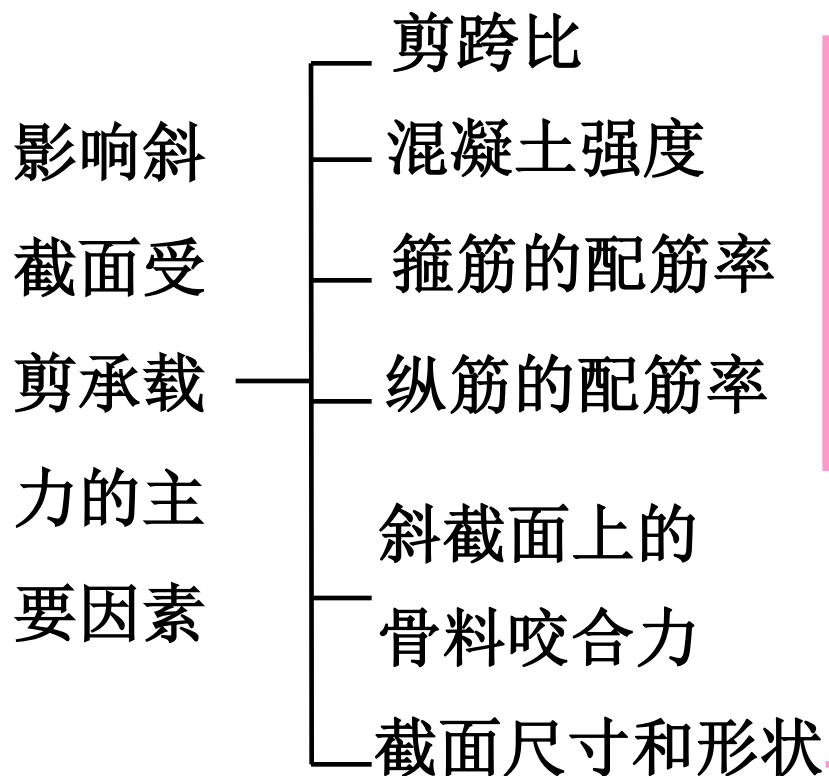 影响斜
截面受
剪承载
力的主
要因素
剪跨比
混凝土强度
箍筋的配筋率
纵筋的配筋率
斜截面上的
骨料咬合力
截面尺寸和形状